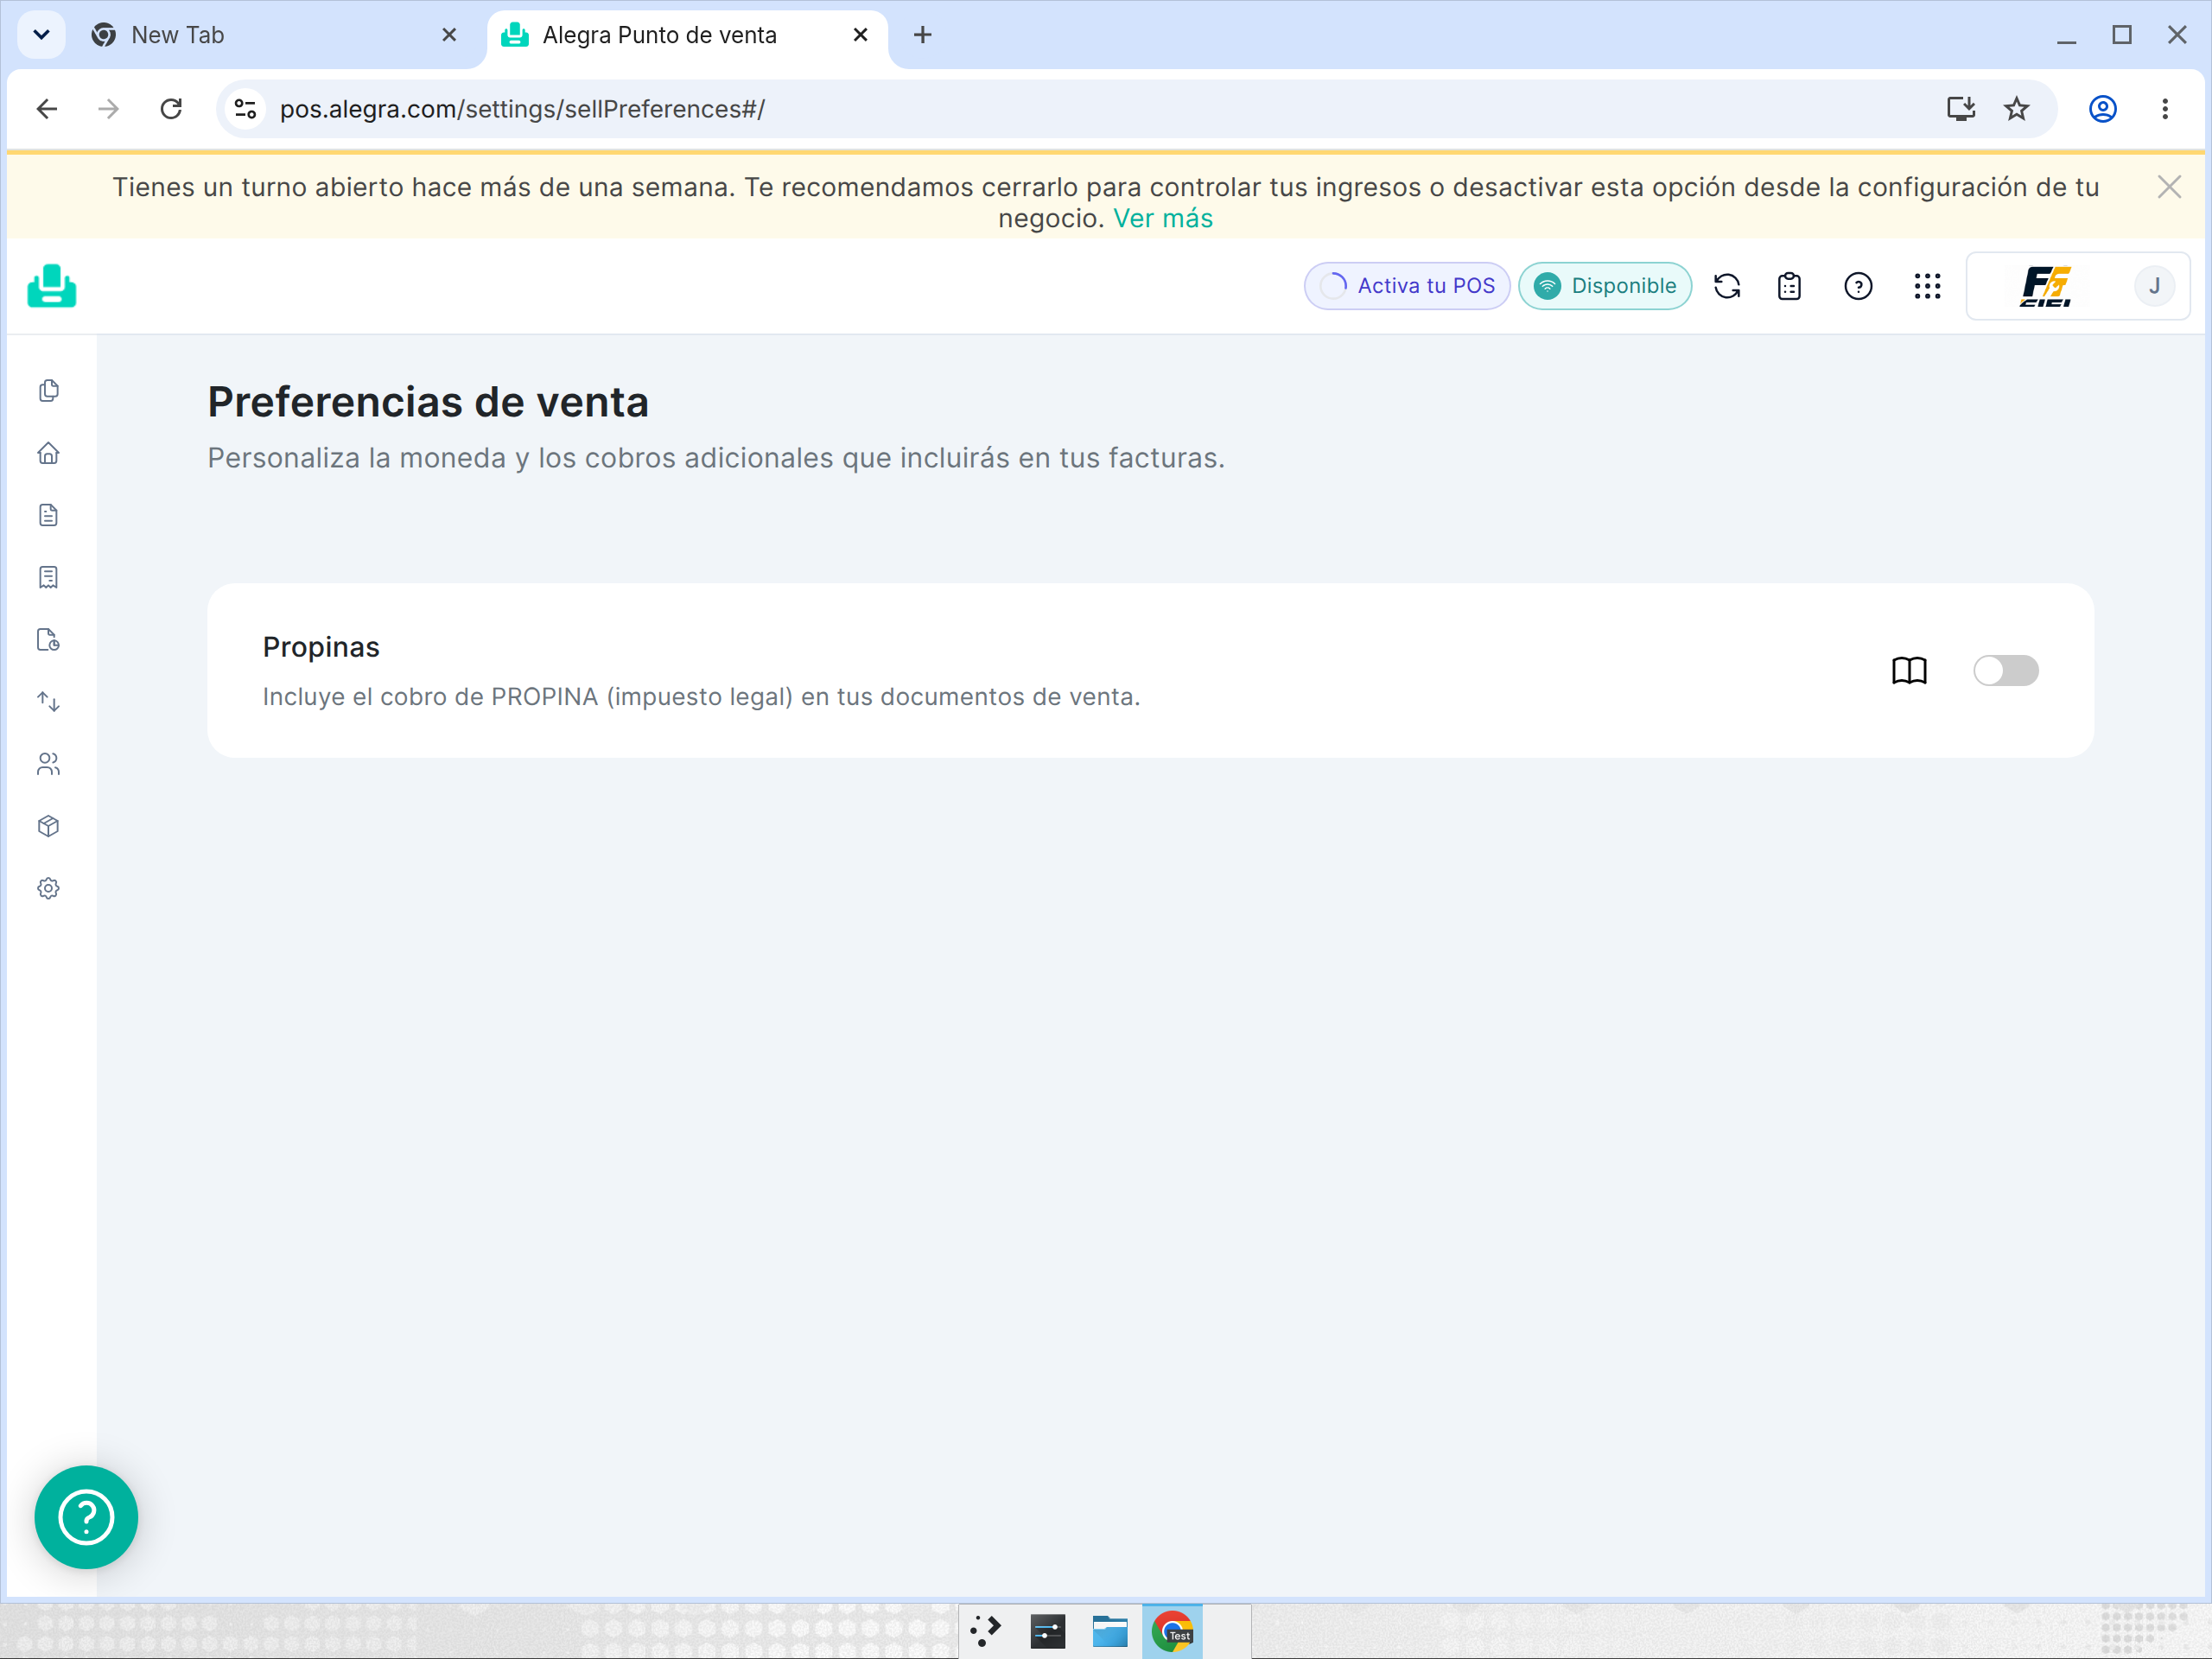 New Tab
Alegra Punto de venta
pos.alegra.com/settings/sellPreferences#/
Tienes un turno abierto hace más de una semana. Te recomendamos cerrarlo para controlar tus ingresos o desactivar esta opción desde la configuración de tu
negocio. Ver más
Activa tu POS
Disponible
J
Preferencias de venta
Personaliza la moneda y los cobros adicionales que incluirás en tus facturas.
Propinas
Incluye el cobro de PROPINA (impuesto legal) en tus documentos de venta.
Test